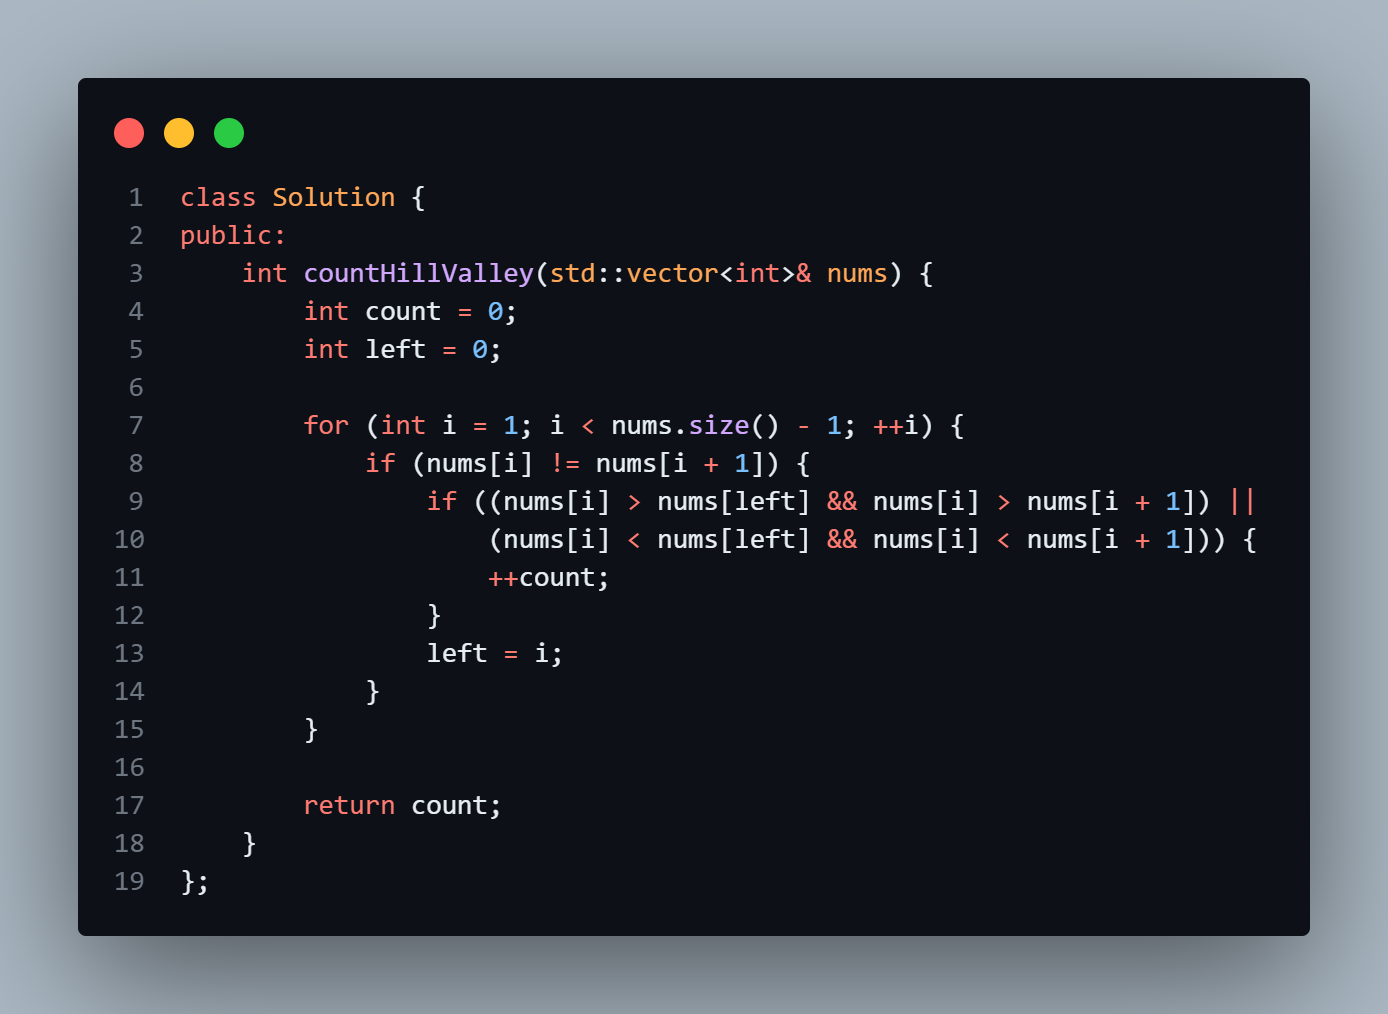 1 class Solution {
2 public:
3     int countHillValley(std::vector<int>& nums) {
4         int count = 0;
5         int left = 0;
6
7         for (int i = 1; i < nums.size() - 1; ++i) {
8             if (nums[i] != nums[i + 1]) {
9                 if ((nums[i] > nums[left] && nums[i] > nums[i + 1]) ||
10                     (nums[i] < nums[left] && nums[i] < nums[i + 1])) {
11                     ++count;
12                 }
13                 left = i;
14             }
15         }
16
17         return count;
18     }
19 };